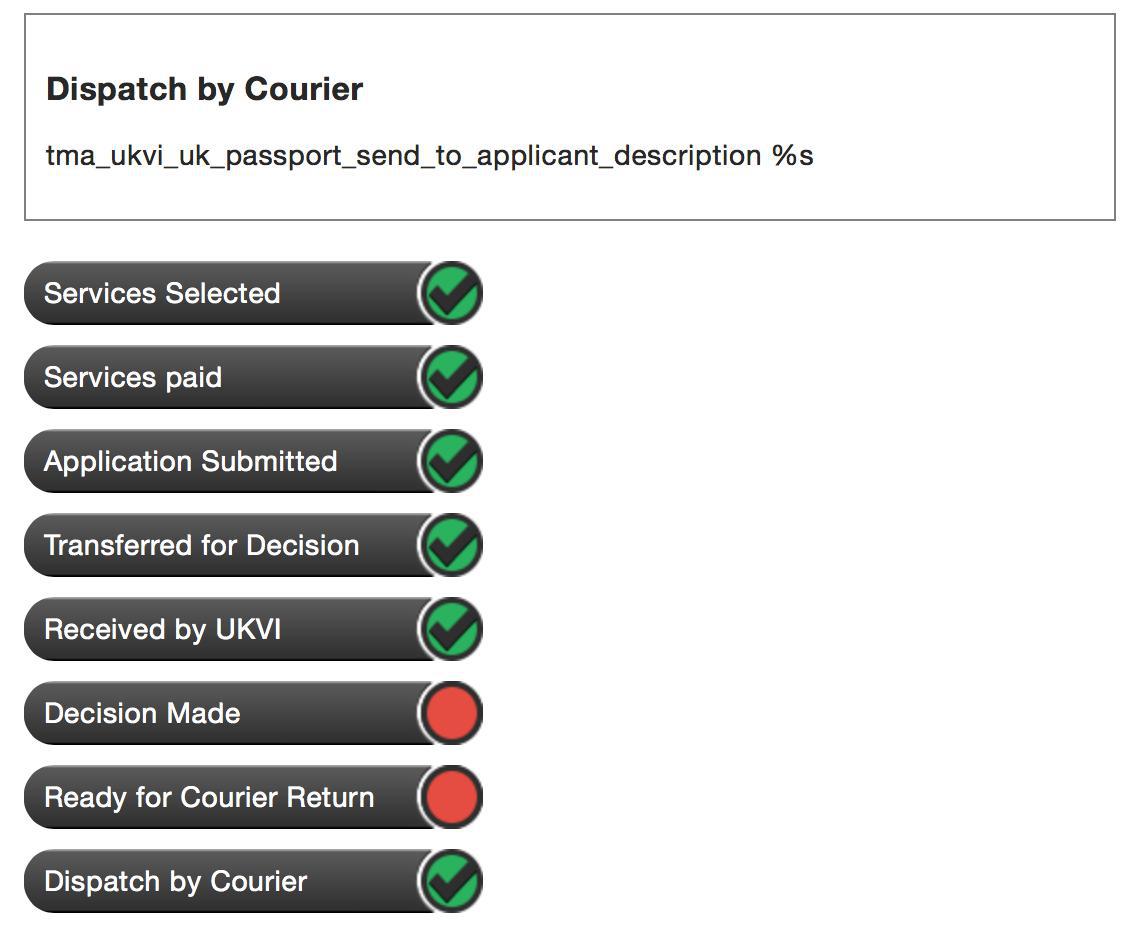 Dispatch by Courier
tma_ukvi_uk_passport_send_to_applicant_description %s
Services Selected
Services paid
Application Submitted
Transferred for Decision
Received by UKVI
Decision Made
Ready for Courier Return
Dispatch by Courier